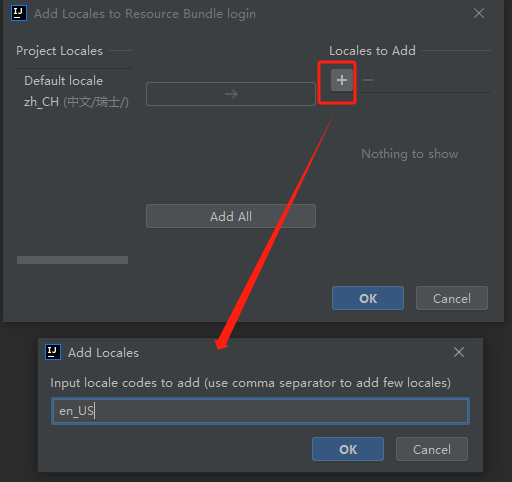 Add Locales to Resource Bundle login
Project Locales
Locales to Add
Default locale
zh_CH (中文/瑞士/)
Nothing to show
Add All
OK
Cancel
Add Locales
Input locale codes to add (use comma separator to add few locales)
en_US
OK
Cancel